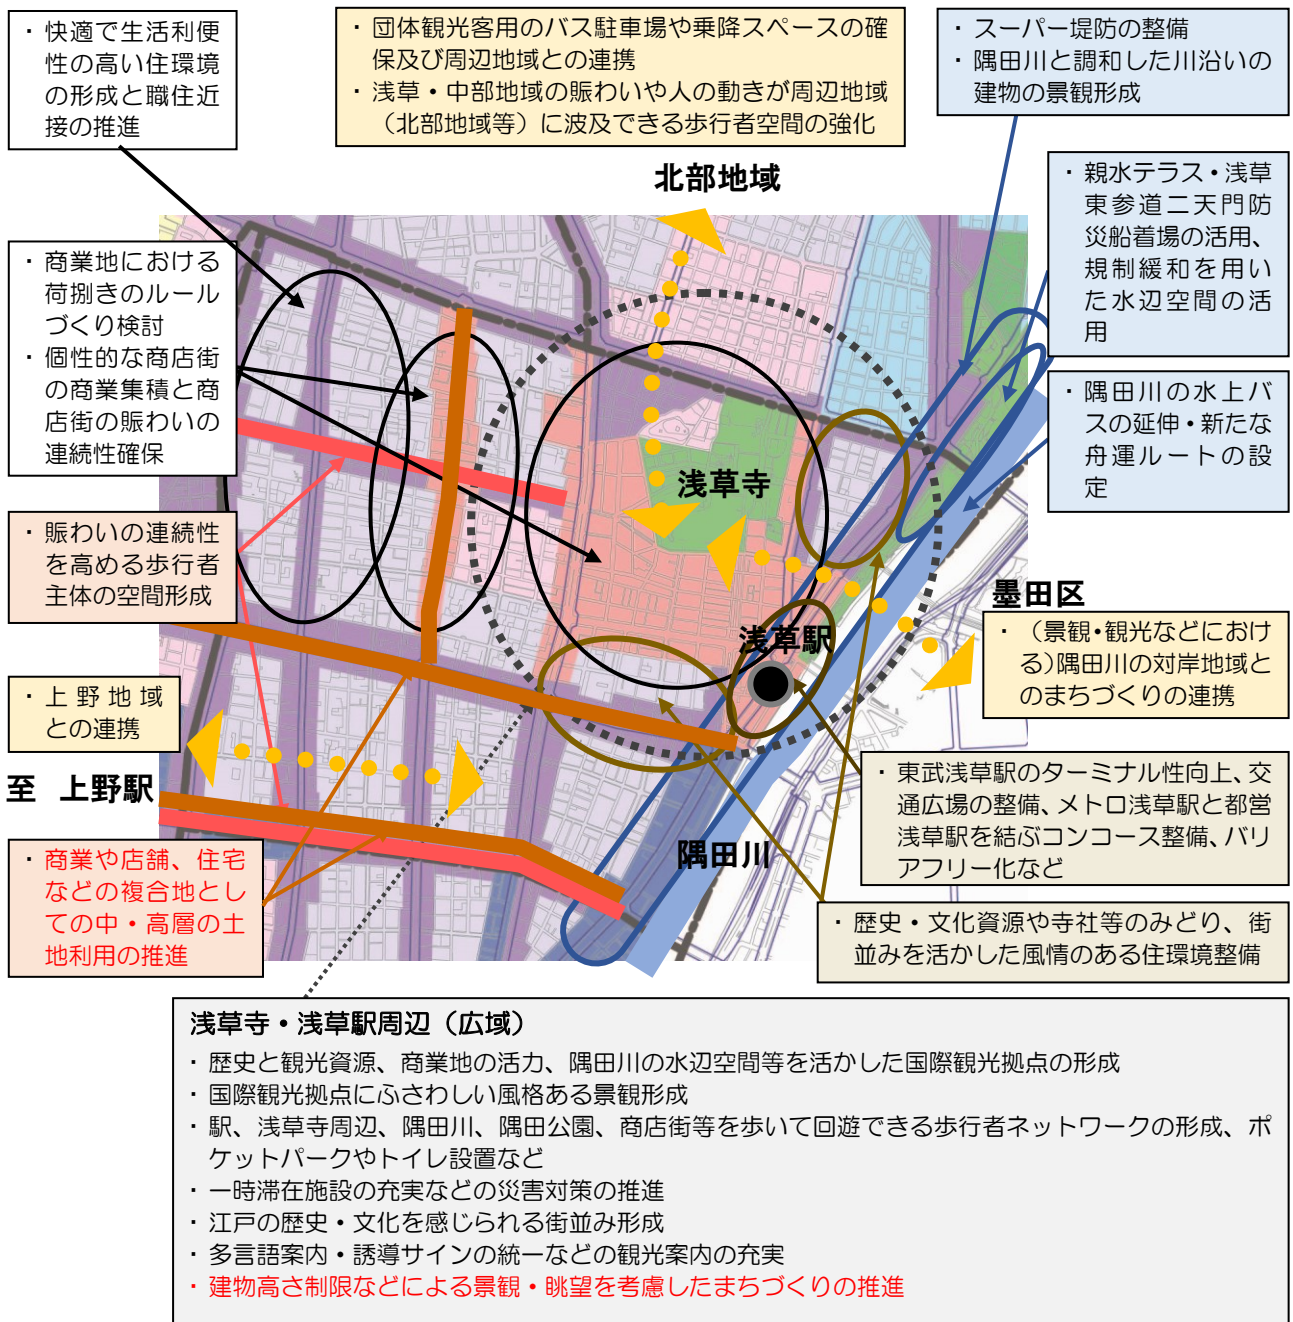 ・快適で生活利便
性の高い住環境
の形成と職住近
接の推進
・団体観光客用のバス駐車場や乗降スペースの確
保及び周辺地域との連携
・浅草・中部地域の賑わいや人の動きが周辺地域
（北部地域等）に波及できる歩行者空間の強化
・スーパー堤防の整備
・隅田川と調和した川沿いの
建物の景観形成
北部地域
・親水テラス・浅草
東参道二天門防
災船着場の活用、
規制緩和を用い
た水辺空間の活
用
・商業地における
荷捌きのルール
づくり検討
・個性的な商店街
の商業集積と商
店街の賑わいの
連続性確保
・隅田川の水上バ
スの延伸・新たな
舟運ルートの設
定
浅草寺
・賑わいの連続性
を高める歩行者
主体の空間形成
墨田区
浅草駅
・（景観・観光などにおけ
る）隅田川の対岸地域と
のまちづくりの連携
・上野地域
との連携
至 上野駅
・東武浅草駅のターミナル性向上、交
通広場の整備、メトロ浅草駅と都営
浅草駅を結ぶコンコース整備、バリ
アフリー化など
隅田川
・商業や店舗、住宅
などの複合地とし
ての中・高層の土
地利用の推進
・歴史・文化資源や寺社等のみどり、街
並みを活かした風情のある住環境整備
浅草寺・浅草駅周辺（広域）
・歴史と観光資源、商業地の活力、隅田川の水辺空間等を活かした国際観光拠点の形成
・国際観光拠点にふさわしい風格ある景観形成
・駅、浅草寺周辺、隅田川、隅田公園、商店街等を歩いて回遊できる歩行者ネットワークの形成、ポ
ケットパークやトイレ設置など
・一時滞在施設の充実などの災害対策の推進
・江戸の歴史・文化を感じられる街並み形成
・多言語案内・誘導サインの統一などの観光案内の充実
・建物高さ制限などによる景観・眺望を考慮したまちづくりの推進